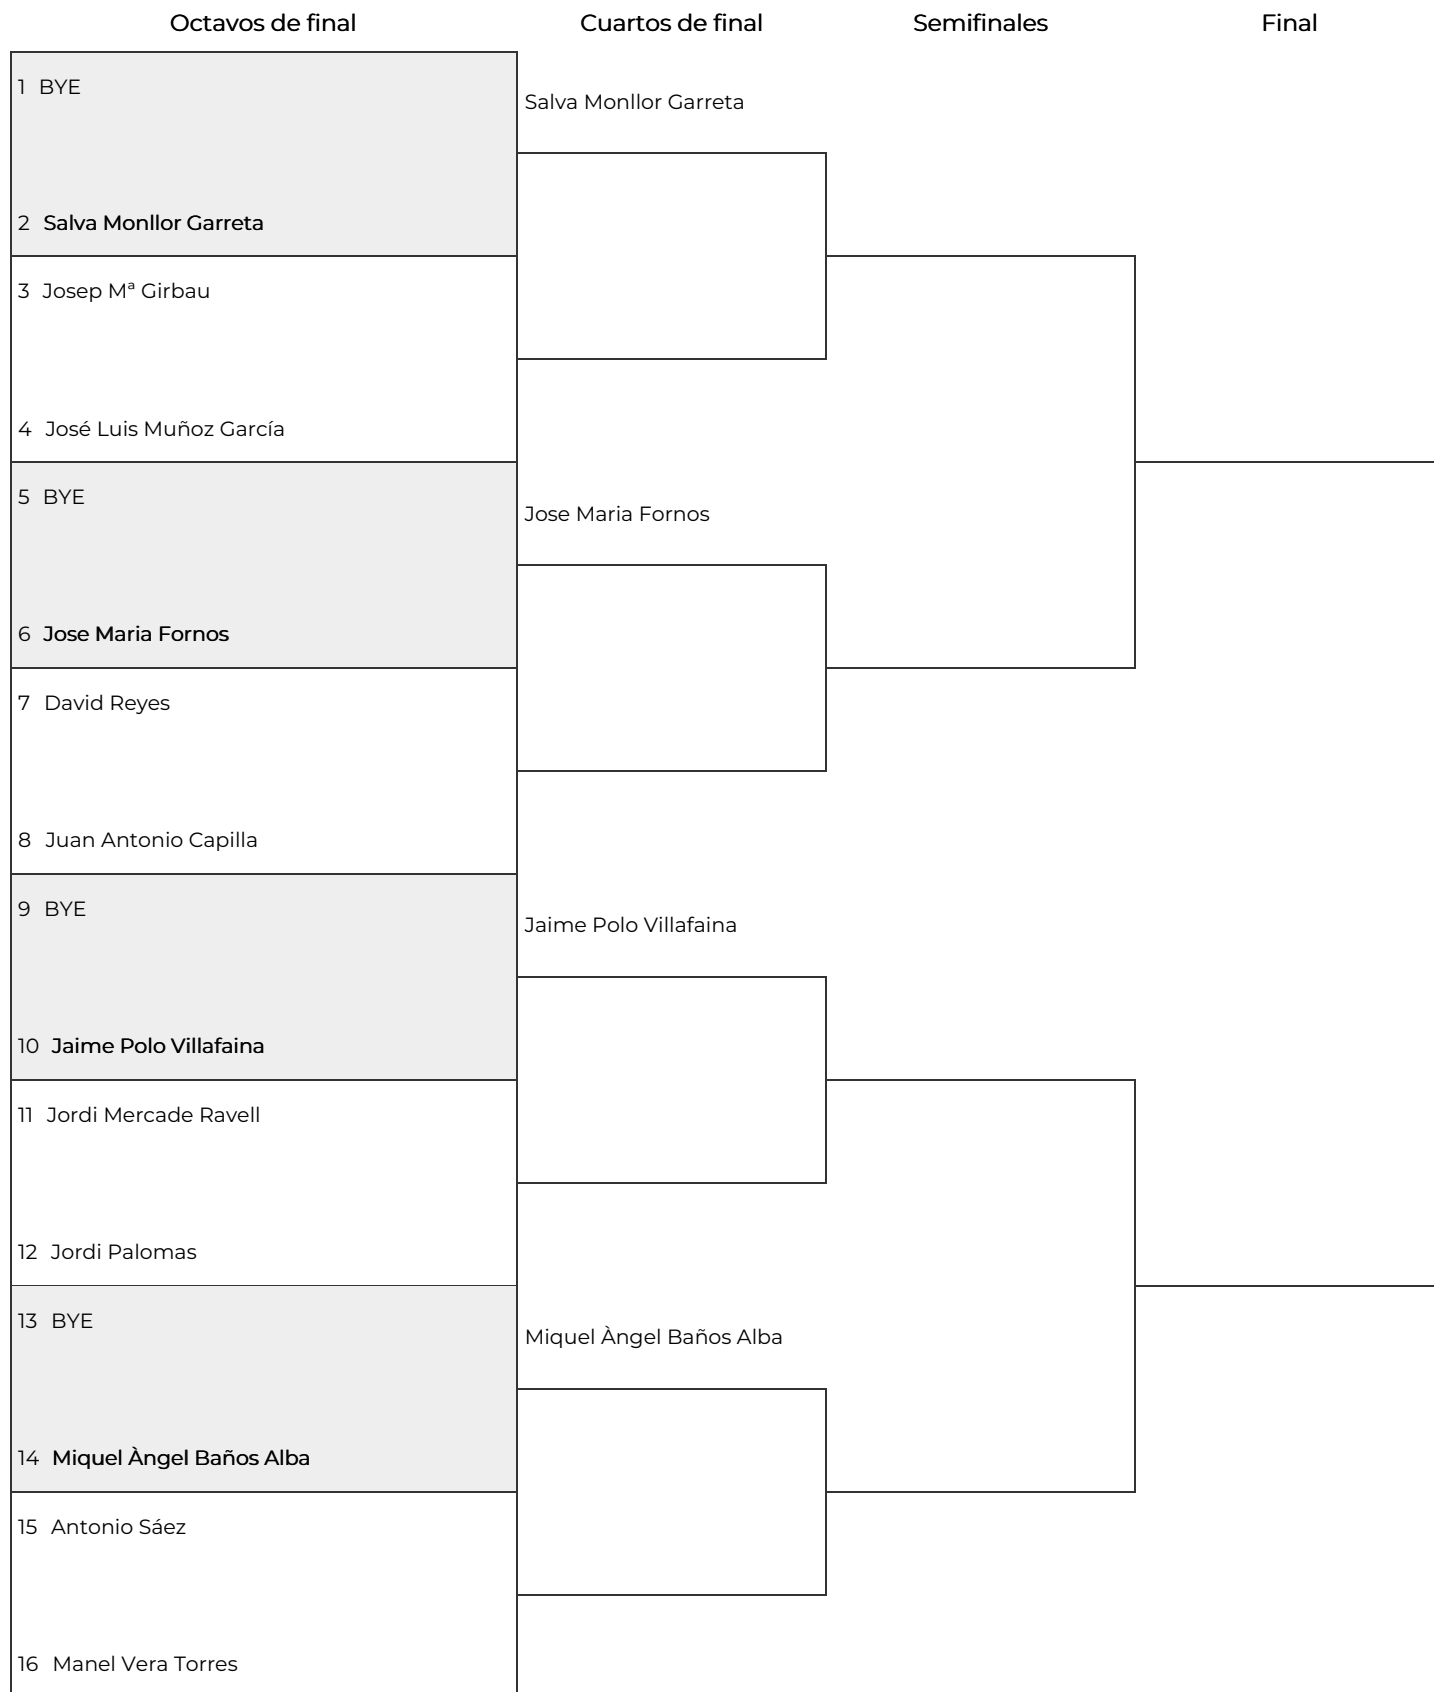 Octavos de final Cuartos de final Semifinales Final
1 BYE
Salva Monllor Garreta
2 Salva Monllor Garreta
3 Josep Mª Girbau
4 José Luis Muñoz García
5 BYE
Jose Maria Fornos
6 Jose Maria Fornos
7 David Reyes
8 Juan Antonio Capilla
9 BYE
Jaime Polo Villafaina
10 Jaime Polo Villafaina
11 Jordi Mercade Ravell
12 Jordi Palomas
13 BYE
Miquel Àngel Baños Alba
14 Miquel Àngel Baños Alba
15 Antonio Sáez
16 Manel Vera Torres